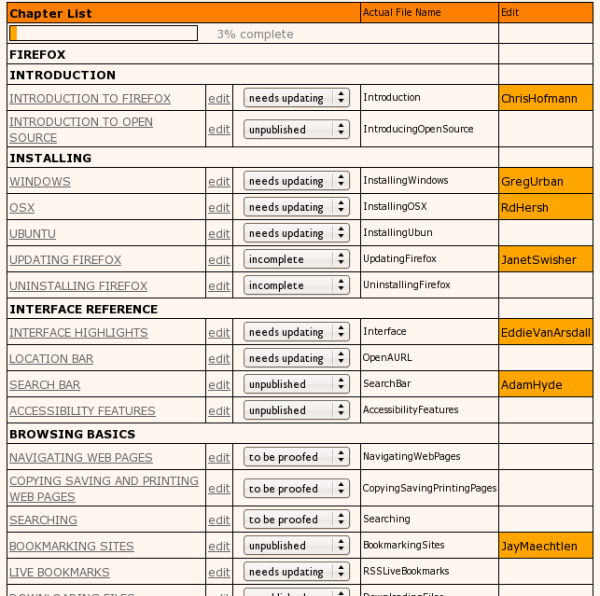 Chapter List Actual File Name Edit
3% complete
FIREFOX
INTRODUCTION
INTRODUCTION TO FIREFOX edit needs updating Introduction ChrisHofmann
INTRODUCTION TO OPEN
SOURCE edit unpublished IntroducingOpenSource
INSTALLING
WINDOWS edit needs updating InstallingWindows GregUrban
OSX edit needs updating InstallingOSX RdHersh
UBUNTU edit needs updating InstallingUbun
UPDATING FIREFOX edit incomplete UpdatingFirefox JanetSwisher
UNINSTALLING FIREFOX edit incomplete UninstallingFirefox
INTERFACE REFERENCE
INTERFACE HIGHLIGHTS edit needs updating Interface EddieVanArsdall
LOCATION BAR edit needs updating OpenAURL
SEARCH BAR edit unpublished SearchBar AdamHyde
ACCESSIBILITY FEATURES edit unpublished AccessibilityFeatures
BROWSING BASICS
NAVIGATING WEB PAGES edit to be proofed NavigatingWebPages
COPYING SAVING AND PRINTING
WEB PAGES edit to be proofed CopyingSavingPrintingPages
SEARCHING edit to be proofed Searching
BOOKMARKING SITES edit unpublished BookmarkingSites JayMaechtlen
LIVE BOOKMARKS edit needs updating RSSLiveBookmarks
DOWNLOADING FILES edit unpublished DownloadingFiles